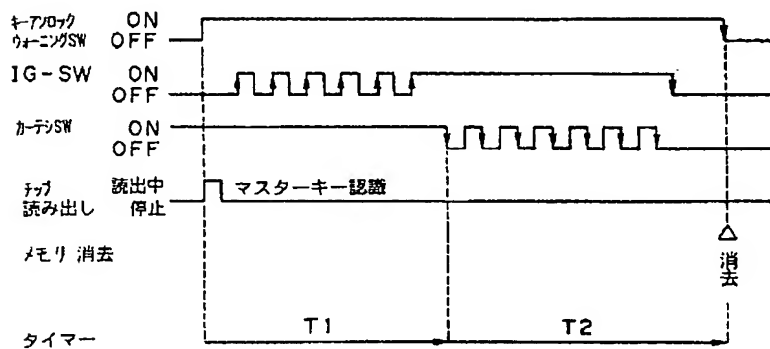 キーアンロック ON
ウォーニングSW OFF
IG-SW ON
OFF
カーテシSW ON
OFF
チップ 読出中 マスターキー認識
読み出し 停止
メモリ 消去 消去
タイマー T1 T2